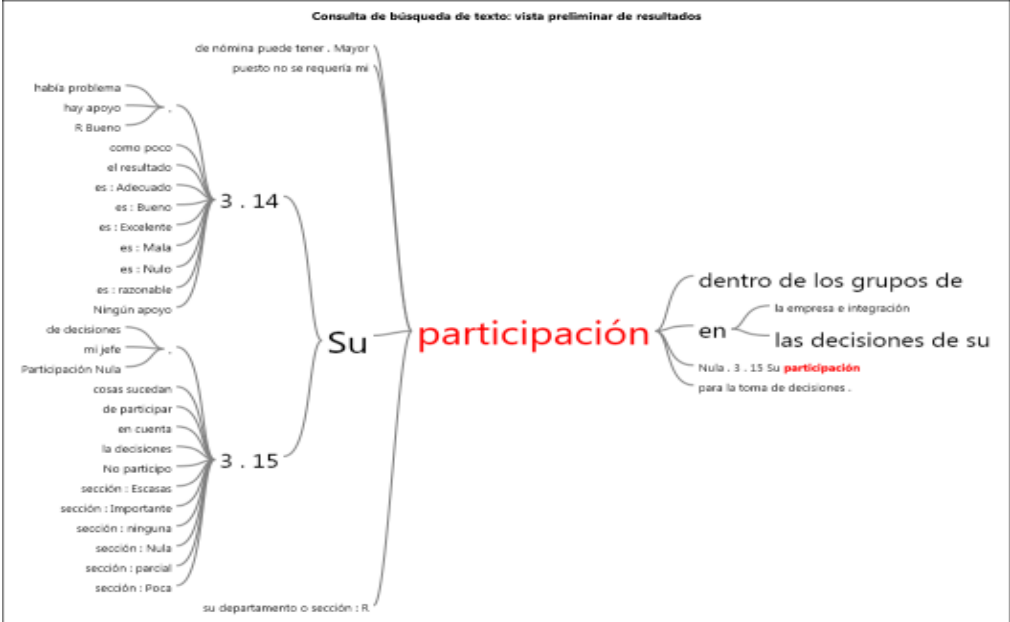 Consulta de búsqueda de texto: vista preliminar de resultados
de nómina puede tener . Mayor
puesto no se requería mi
había problema
hay apoyo
R Bueno
.
como poco
el resultado
es : Adecuado
es : Bueno
es : Excelente
es : Mala
es : Nulo
es : razonable
Ningún apoyo
3 . 14
de decisiones
mi jefe
Participación Nula
.
cosas sucedan
de participar
en cuenta
la decisiones
No participo
sección : Escasas
sección : Importante
sección : ninguna
sección : Nula
sección : parcial
sección : Poca
3 . 15
Su
su departamento o sección : R
participación
dentro de los grupos de
en
la empresa e integración
las decisiones de su
Nula . 3 . 15 Su participación
para la toma de decisiones .